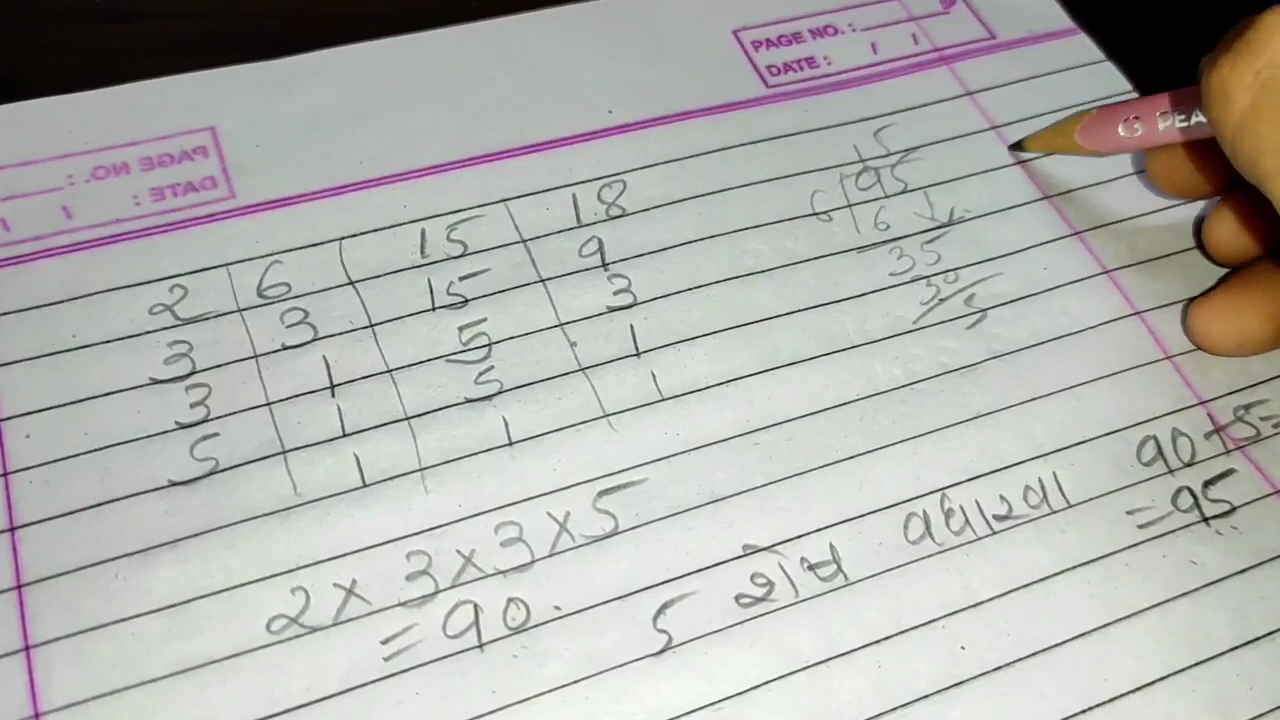 PAGE NO. :
DATE : / /
PAGE NO. :
DATE : / /
2 6 15 18
3 3 15 9
3 1 5 3
5 1 5 1
1 1 1
15
6 95
6
35
30
5
2 × 3 × 3 × 5
= 90.
5 શેષ વધારવા
90 + 5 =
= 95
PEA